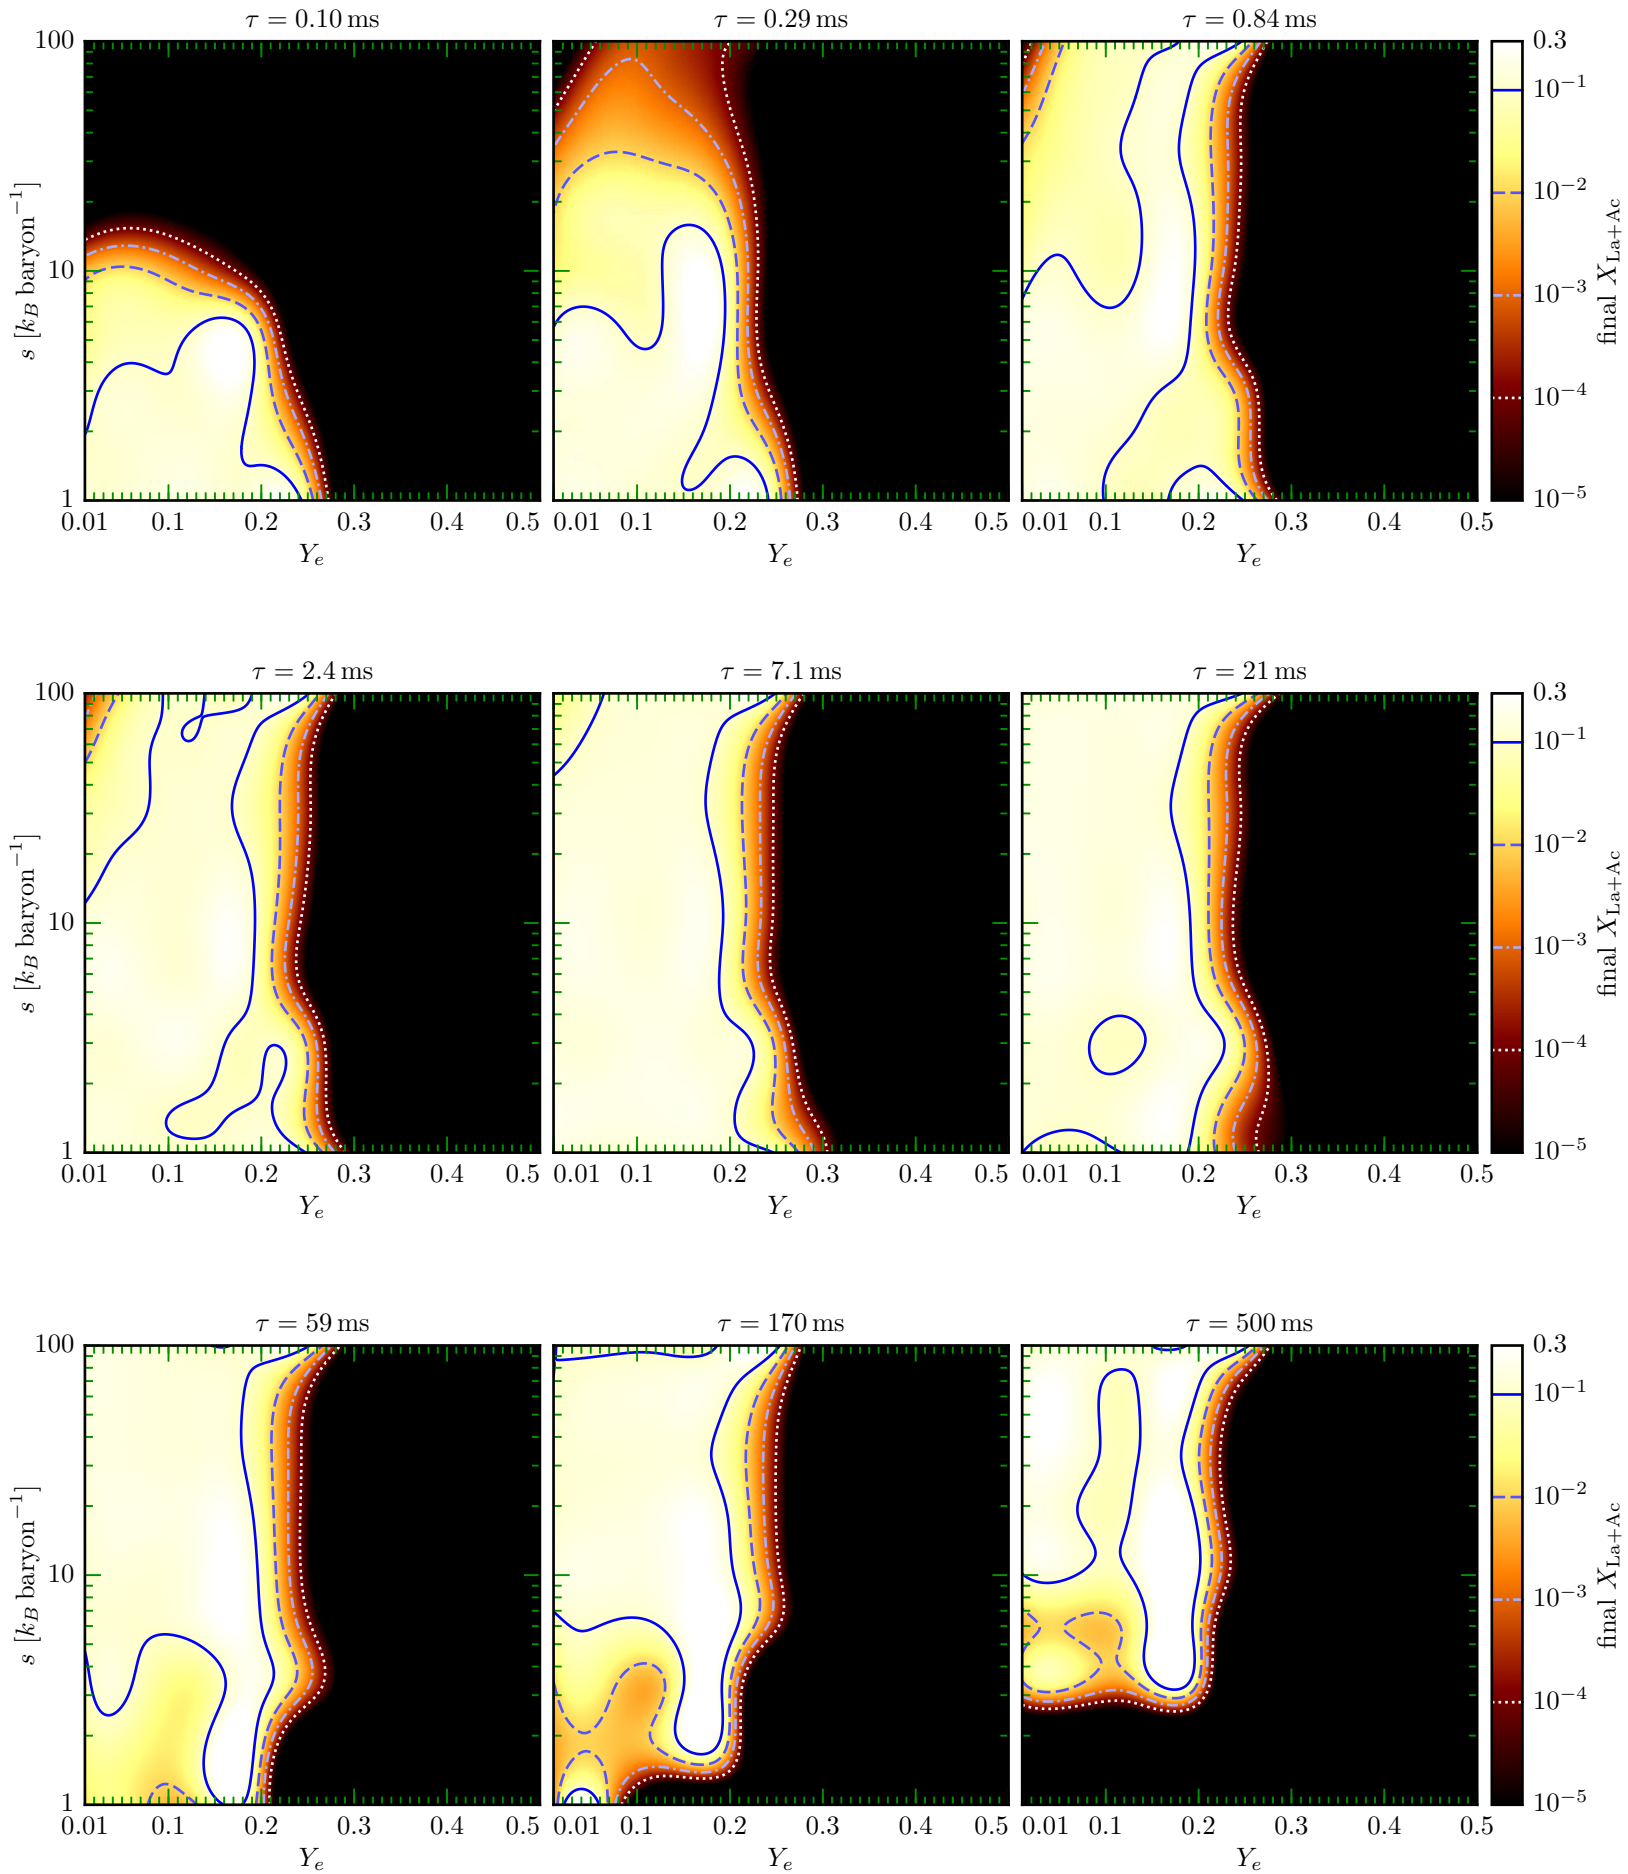 τ = 0.10 ms τ = 0.29 ms τ = 0.84 ms
100
10
1
s [k_B baryon⁻¹]
0.01 0.1 0.2 0.3 0.4 0.5
Y_e
0.01 0.1 0.2 0.3 0.4 0.5
Y_e
0.01 0.1 0.2 0.3 0.4 0.5
Y_e
0.3
10⁻¹
10⁻²
10⁻³
10⁻⁴
10⁻⁵
final X_La+Ac
τ = 2.4 ms τ = 7.1 ms τ = 21 ms
100
10
1
s [k_B baryon⁻¹]
0.01 0.1 0.2 0.3 0.4 0.5
Y_e
0.01 0.1 0.2 0.3 0.4 0.5
Y_e
0.01 0.1 0.2 0.3 0.4 0.5
Y_e
0.3
10⁻¹
10⁻²
10⁻³
10⁻⁴
10⁻⁵
final X_La+Ac
τ = 59 ms τ = 170 ms τ = 500 ms
100
10
1
s [k_B baryon⁻¹]
0.01 0.1 0.2 0.3 0.4 0.5
Y_e
0.01 0.1 0.2 0.3 0.4 0.5
Y_e
0.01 0.1 0.2 0.3 0.4 0.5
Y_e
0.3
10⁻¹
10⁻²
10⁻³
10⁻⁴
10⁻⁵
final X_La+Ac